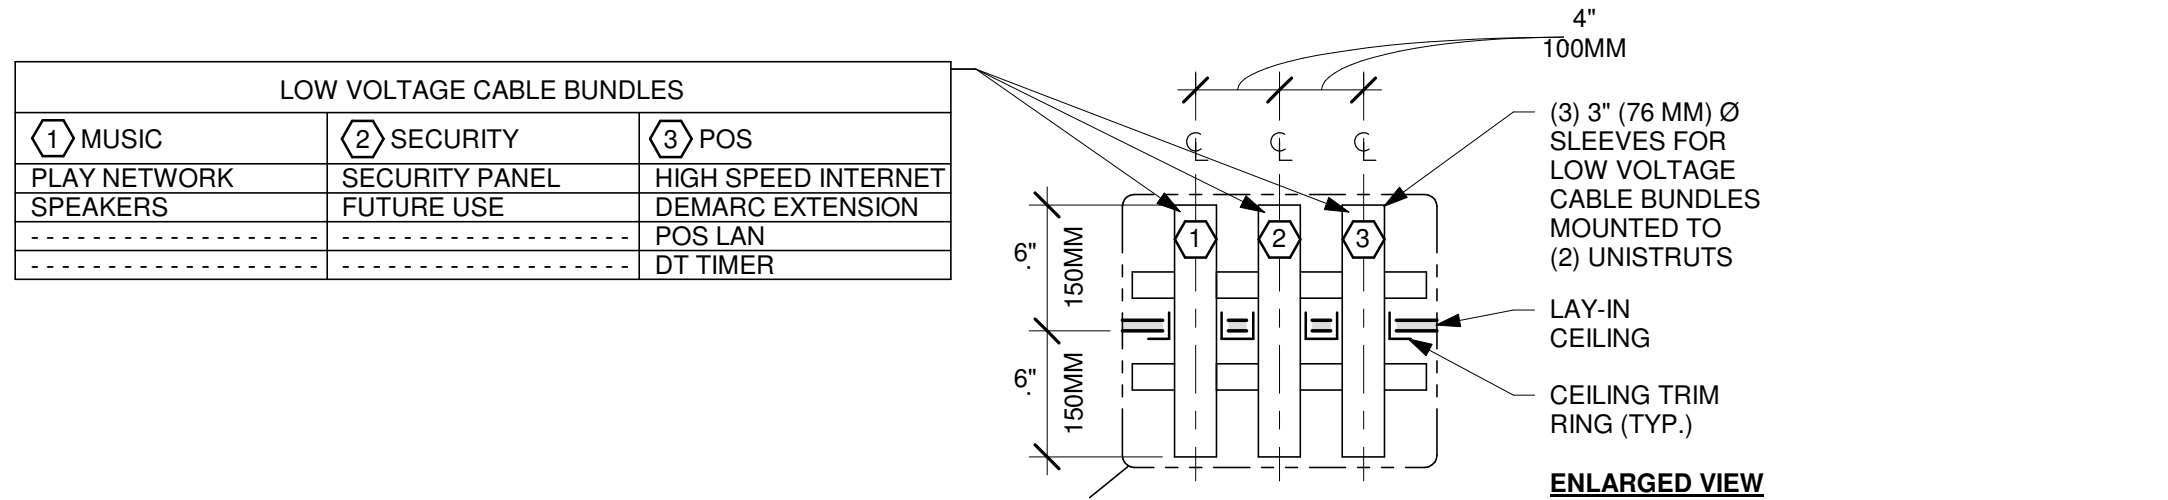 4"
100MM
LOW VOLTAGE CABLE BUNDLES
1 MUSIC 2 SECURITY 3 POS
PLAY NETWORK SECURITY PANEL HIGH SPEED INTERNET
SPEAKERS FUTURE USE DEMARC EXTENSION
- - - - - - - - - - - - - - - - - - - - - - - - - - - - - - - - - - - - - - POS LAN
- - - - - - - - - - - - - - - - - - - - - - - - - - - - - - - - - - - - - - DT TIMER
℄ ℄ ℄
1 2 3
6"
150MM
6"
150MM
(3) 3" (76 MM) Ø
SLEEVES FOR
LOW VOLTAGE
CABLE BUNDLES
MOUNTED TO
(2) UNISTRUTS
LAY-IN
CEILING
CEILING TRIM
RING (TYP.)
ENLARGED VIEW